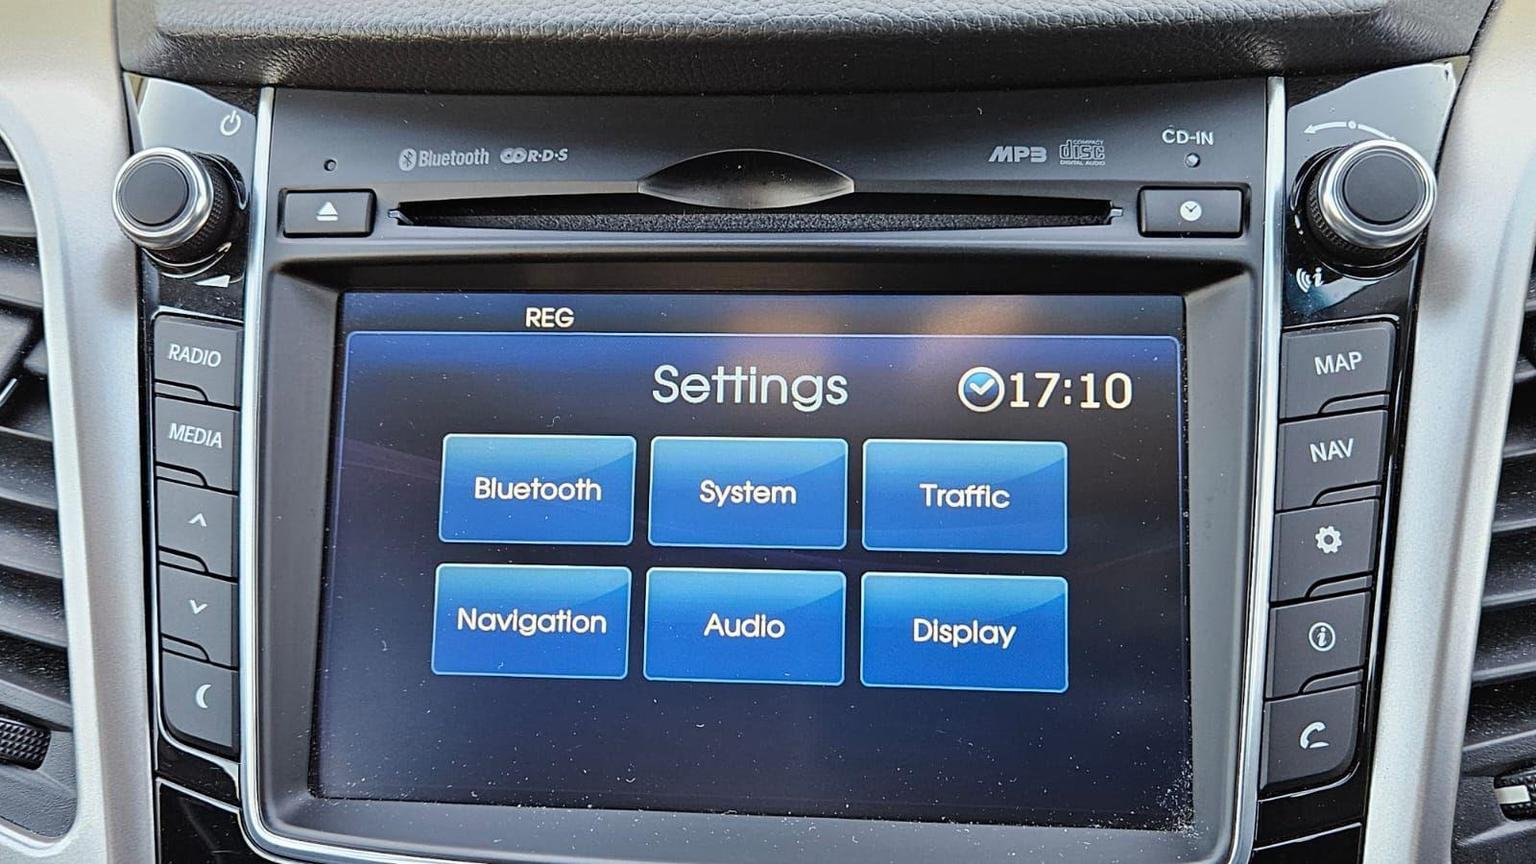 Bluetooth R·D·S
MP3 COMPACT disc DIGITAL AUDIO
CD-IN
RADIO
MEDIA
REG
Settings 17:10
Bluetooth System Traffic
Navigation Audio Display
MAP
NAV